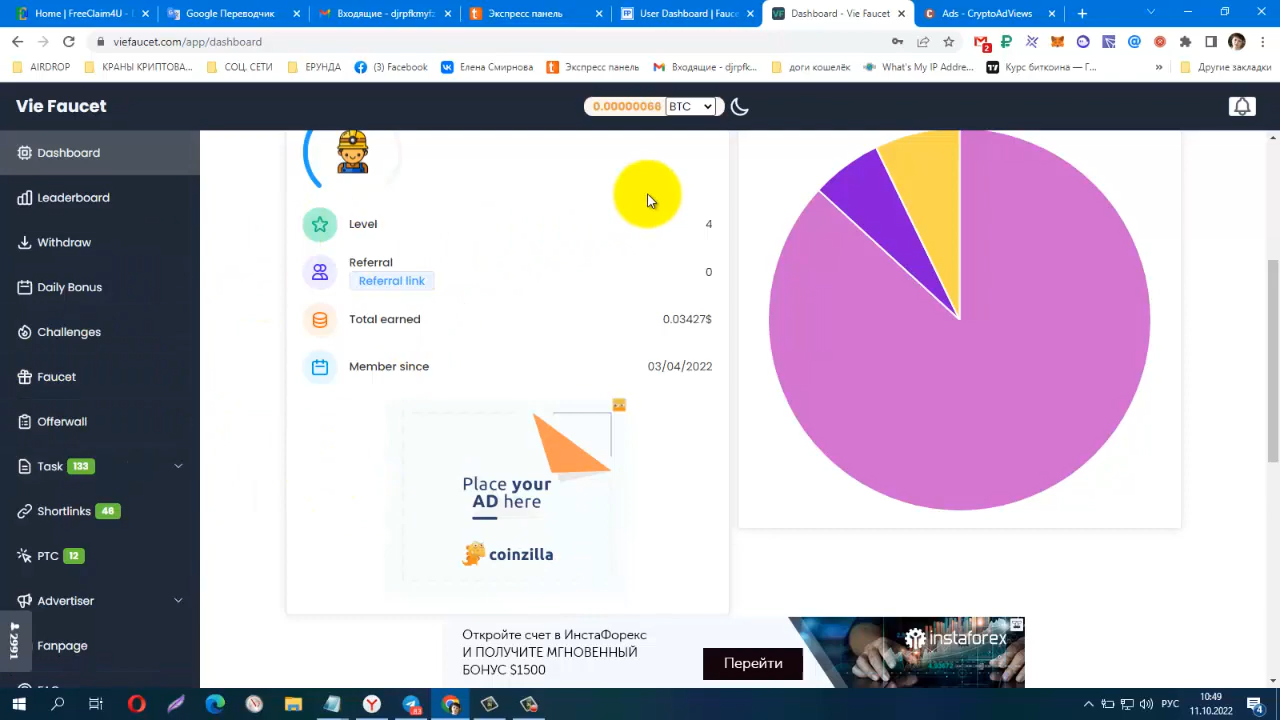 Home | FreeClaim4U - 
Google Переводчик
Входящие - djrpfkmyf
Экспресс панель
User Dashboard | Fauce
Dashboard - Vie Faucet
Ads - CryptoAdViews
viefaucet.com/app/dashboard
2
AIRDROP
КРАНЫ КРИПТОВА...
СОЦ. СЕТИ
ЕРУНДА
(3) Facebook
Елена Смирнова
Экспресс панель
Входящие - djrpfk...
доги кошелёк
What's My IP Addre...
Курс биткоина — Г...
»
Другие закладки
Vie Faucet
0.00000066 BTC
Dashboard
Leaderboard
Withdraw
Daily Bonus
Challenges
Faucet
Offerwall
Task 133
Shortlinks 46
PTC 12
Advertiser
Fanpage
1291
Level 4
Referral 0
Referral link
Total earned 0.03427$
Member since 03/04/2022
Place your
AD here
coinzilla
Откройте счет в ИнстаФорекс
И ПОЛУЧИТЕ МГНОВЕННЫЙ
БОНУС $1500
Перейти
instaforex
РУС
10:49
11.10.2022
4